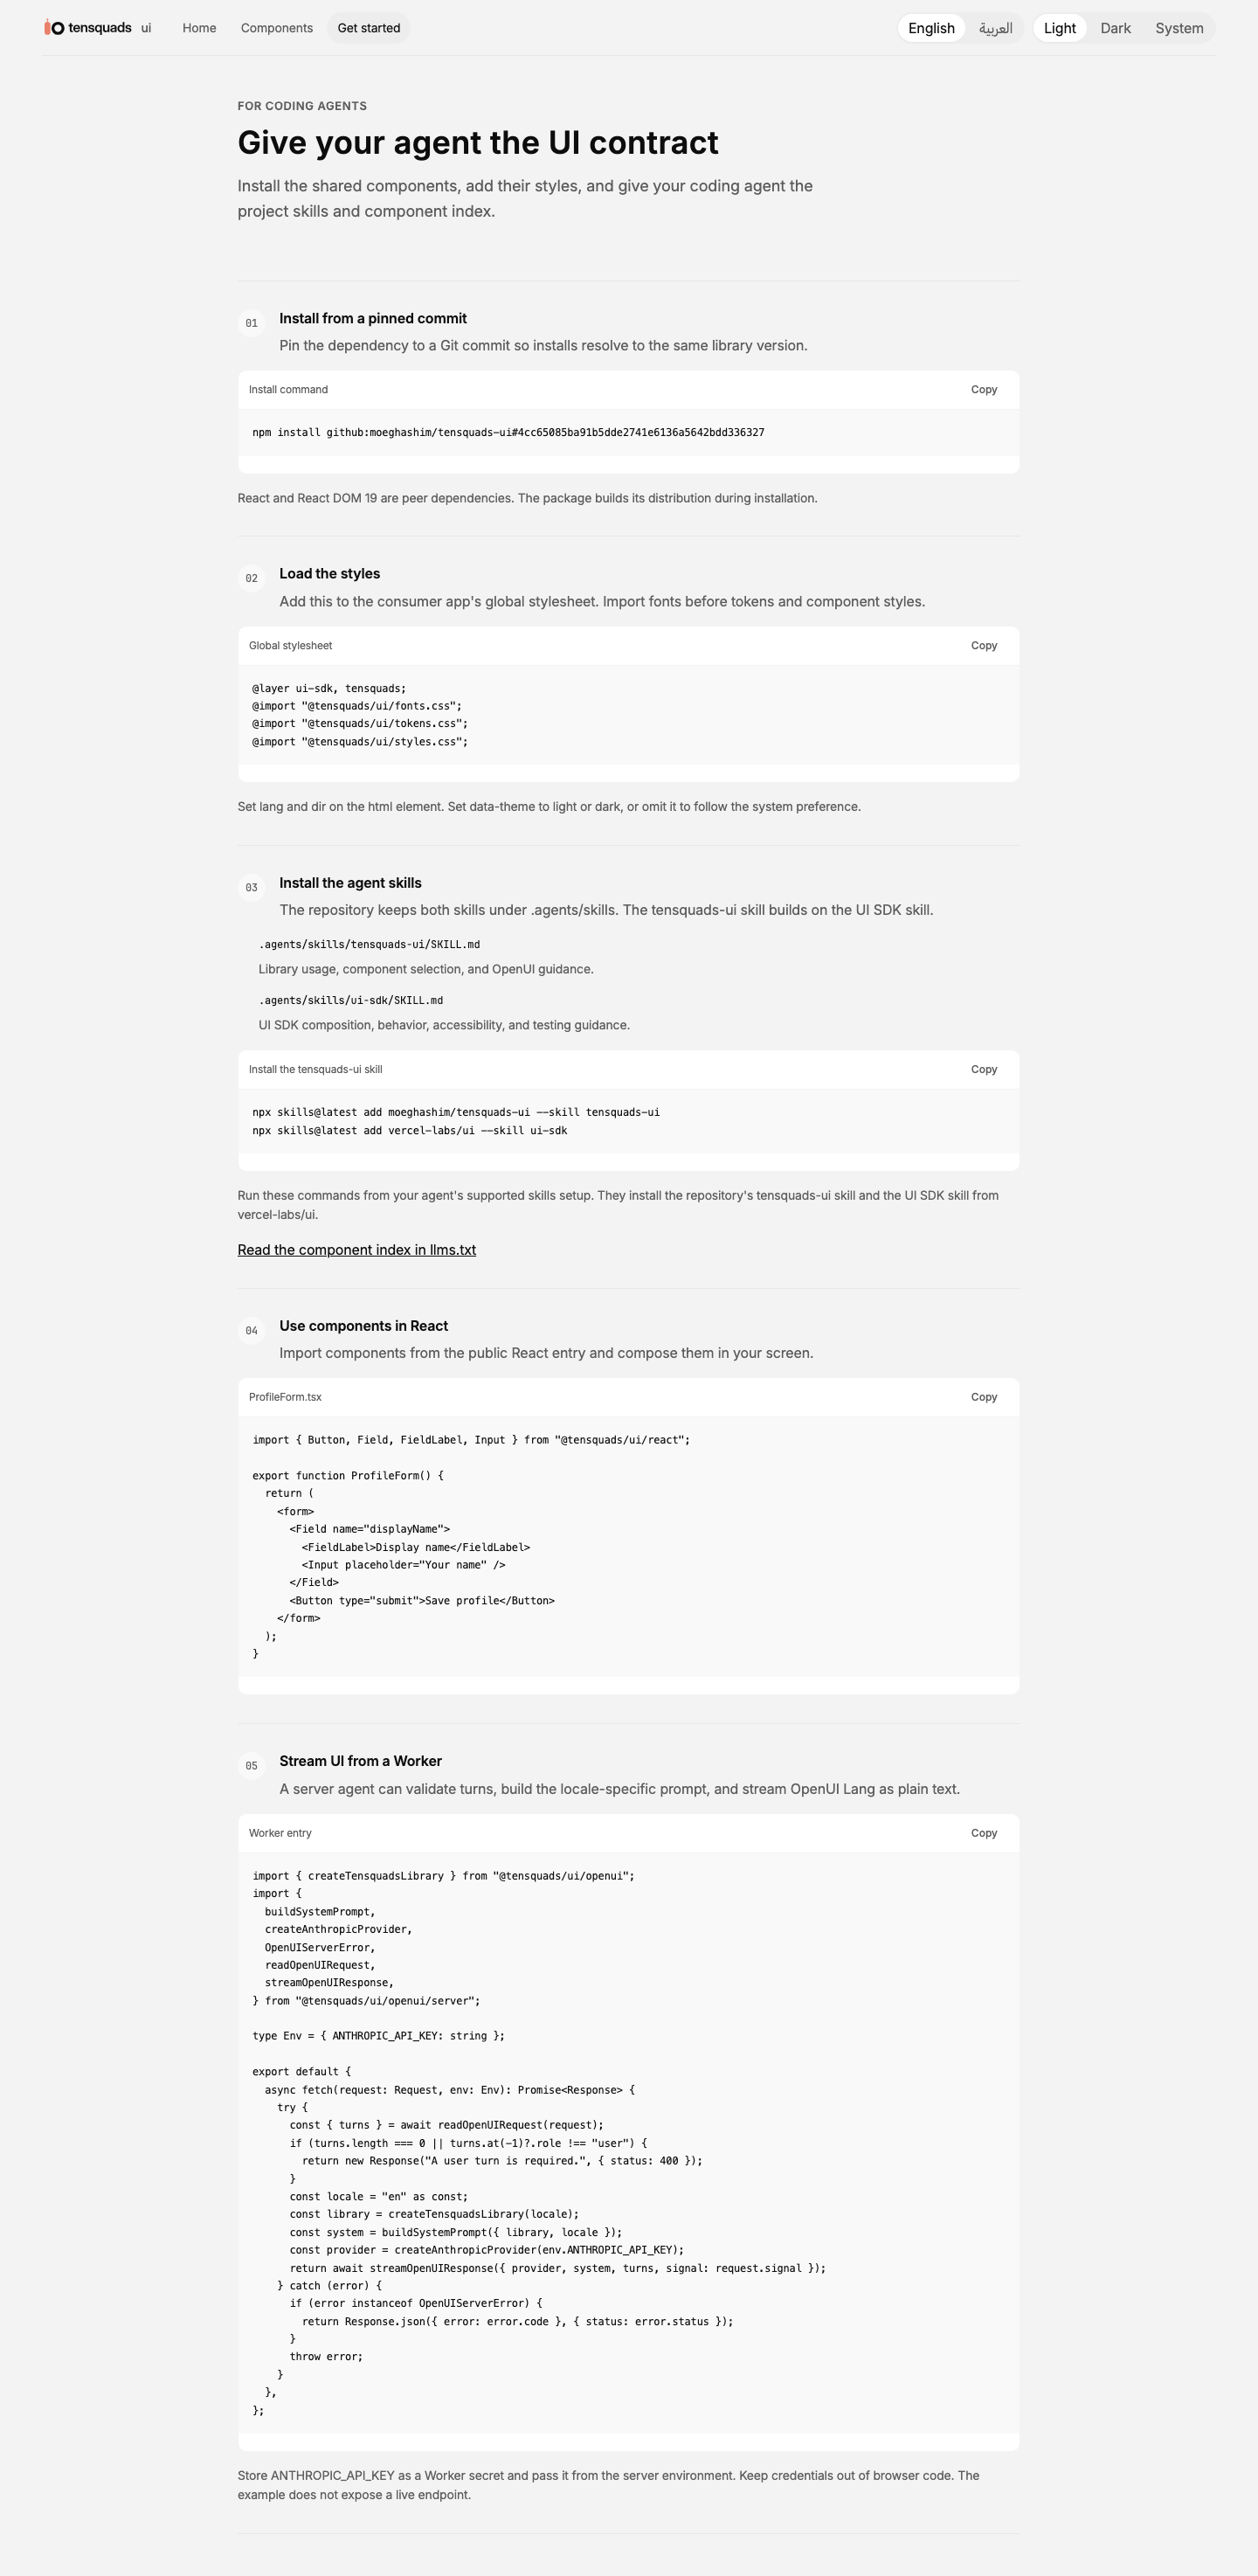 tensquads ui Home Components Get started English العربية Light Dark System
FOR CODING AGENTS
Give your agent the UI contract
Install the shared components, add their styles, and give your coding agent the
project skills and component index.
01 Install from a pinned commit
Pin the dependency to a Git commit so installs resolve to the same library version.
Install command Copy
npm install github:moeghashim/tensquads-ui#4cc65085ba91b5dde2741e6136a5642bdd336327
React and React DOM 19 are peer dependencies. The package builds its distribution during installation.
02 Load the styles
Add this to the consumer app's global stylesheet. Import fonts before tokens and component styles.
Global stylesheet Copy
@layer ui-sdk, tensquads;
@import "@tensquads/ui/fonts.css";
@import "@tensquads/ui/tokens.css";
@import "@tensquads/ui/styles.css";
Set lang and dir on the html element. Set data-theme to light or dark, or omit it to follow the system preference.
03 Install the agent skills
The repository keeps both skills under .agents/skills. The tensquads-ui skill builds on the UI SDK skill.
.agents/skills/tensquads-ui/SKILL.md
Library usage, component selection, and OpenUI guidance.
.agents/skills/ui-sdk/SKILL.md
UI SDK composition, behavior, accessibility, and testing guidance.
Install the tensquads-ui skill Copy
npx skills@latest add moeghashim/tensquads-ui --skill tensquads-ui
npx skills@latest add vercel-labs/ui --skill ui-sdk
Run these commands from your agent's supported skills setup. They install the repository's tensquads-ui skill and the UI SDK skill from
vercel-labs/ui.
Read the component index in llms.txt
04 Use components in React
Import components from the public React entry and compose them in your screen.
ProfileForm.tsx Copy
import { Button, Field, FieldLabel, Input } from "@tensquads/ui/react";
export function ProfileForm() {
  return (
    <form>
      <Field name="displayName">
        <FieldLabel>Display name</FieldLabel>
        <Input placeholder="Your name" />
      </Field>
      <Button type="submit">Save profile</Button>
    </form>
  );
}
05 Stream UI from a Worker
A server agent can validate turns, build the locale-specific prompt, and stream OpenUI Lang as plain text.
Worker entry Copy
import { createTensquadsLibrary } from "@tensquads/ui/openui";
import {
  buildSystemPrompt,
  createAnthropicProvider,
  OpenUIServerError,
  readOpenUIRequest,
  streamOpenUIResponse,
} from "@tensquads/ui/openui/server";
type Env = { ANTHROPIC_API_KEY: string };
export default {
  async fetch(request: Request, env: Env): Promise<Response> {
    try {
      const { turns } = await readOpenUIRequest(request);
      if (turns.length === 0 || turns.at(-1)?.role !== "user") {
        return new Response("A user turn is required.", { status: 400 });
      }
      const locale = "en" as const;
      const library = createTensquadsLibrary(locale);
      const system = buildSystemPrompt({ library, locale });
      const provider = createAnthropicProvider(env.ANTHROPIC_API_KEY);
      return await streamOpenUIResponse({ provider, system, turns, signal: request.signal });
    } catch (error) {
      if (error instanceof OpenUIServerError) {
        return Response.json({ error: error.code }, { status: error.status });
      }
      throw error;
    }
  },
};
Store ANTHROPIC_API_KEY as a Worker secret and pass it from the server environment. Keep credentials out of browser code. The
example does not expose a live endpoint.